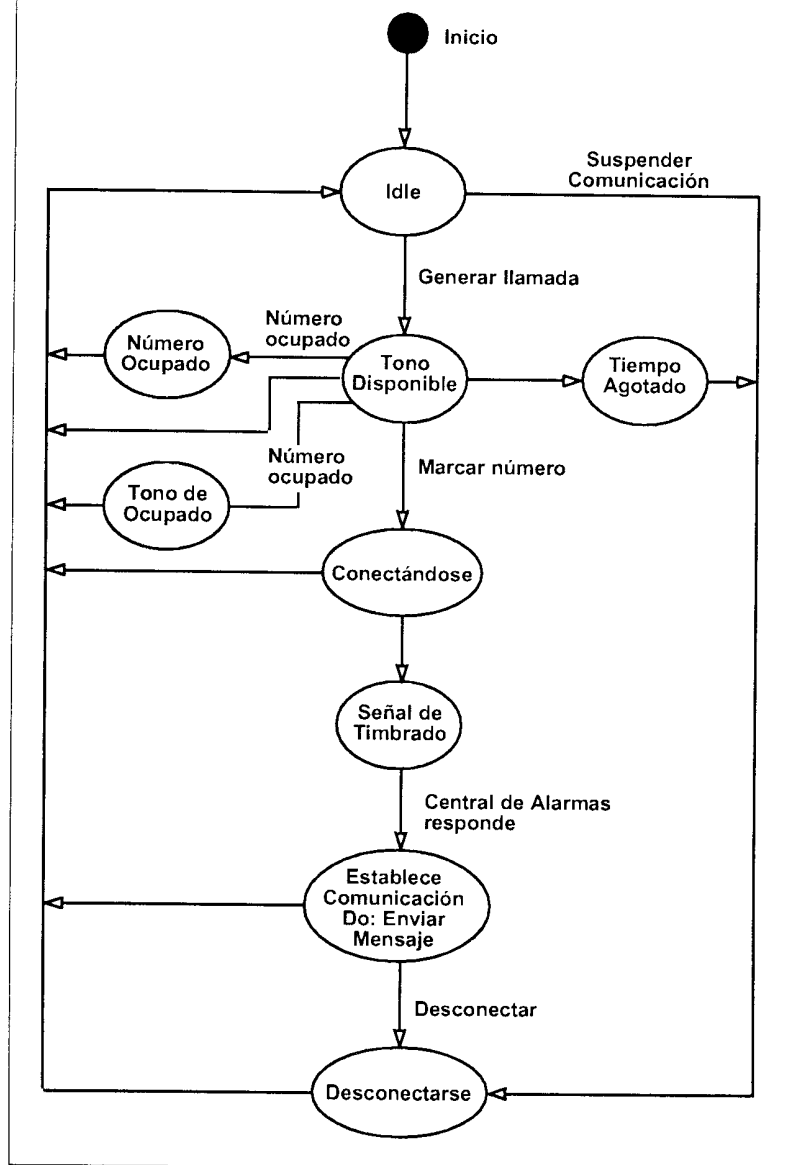 Inicio
Suspender
Comunicación
Idle
Generar llamada
Número
ocupado
Número
Ocupado
Tono
Disponible
Tiempo
Agotado
Número
ocupado
Marcar número
Tono de
Ocupado
Conectándose
Señal de
Timbrado
Central de Alarmas
responde
Establece
Comunicación
Do: Enviar
Mensaje
Desconectar
Desconectarse